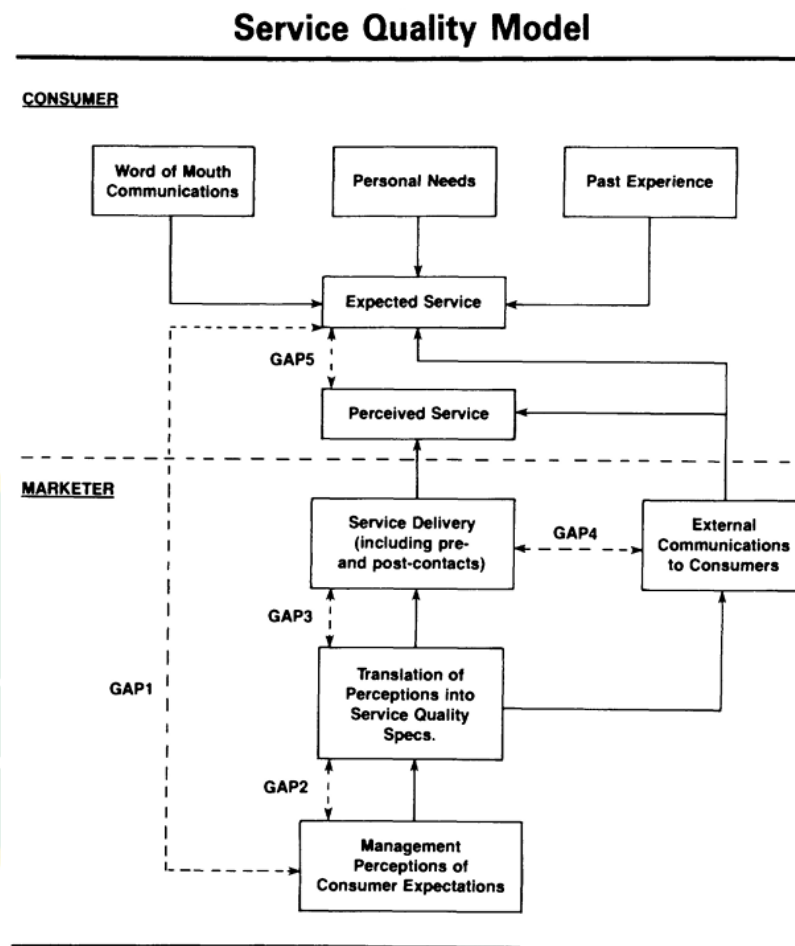 Service Quality Model
CONSUMER
Word of Mouth
Communications
Personal Needs
Past Experience
Expected Service
GAP5
Perceived Service
MARKETER
Service Delivery
(including pre-
and post-contacts)
GAP4
External
Communications
to Consumers
GAP3
GAP1
Translation of
Perceptions into
Service Quality
Specs.
GAP2
Management
Perceptions of
Consumer Expectations